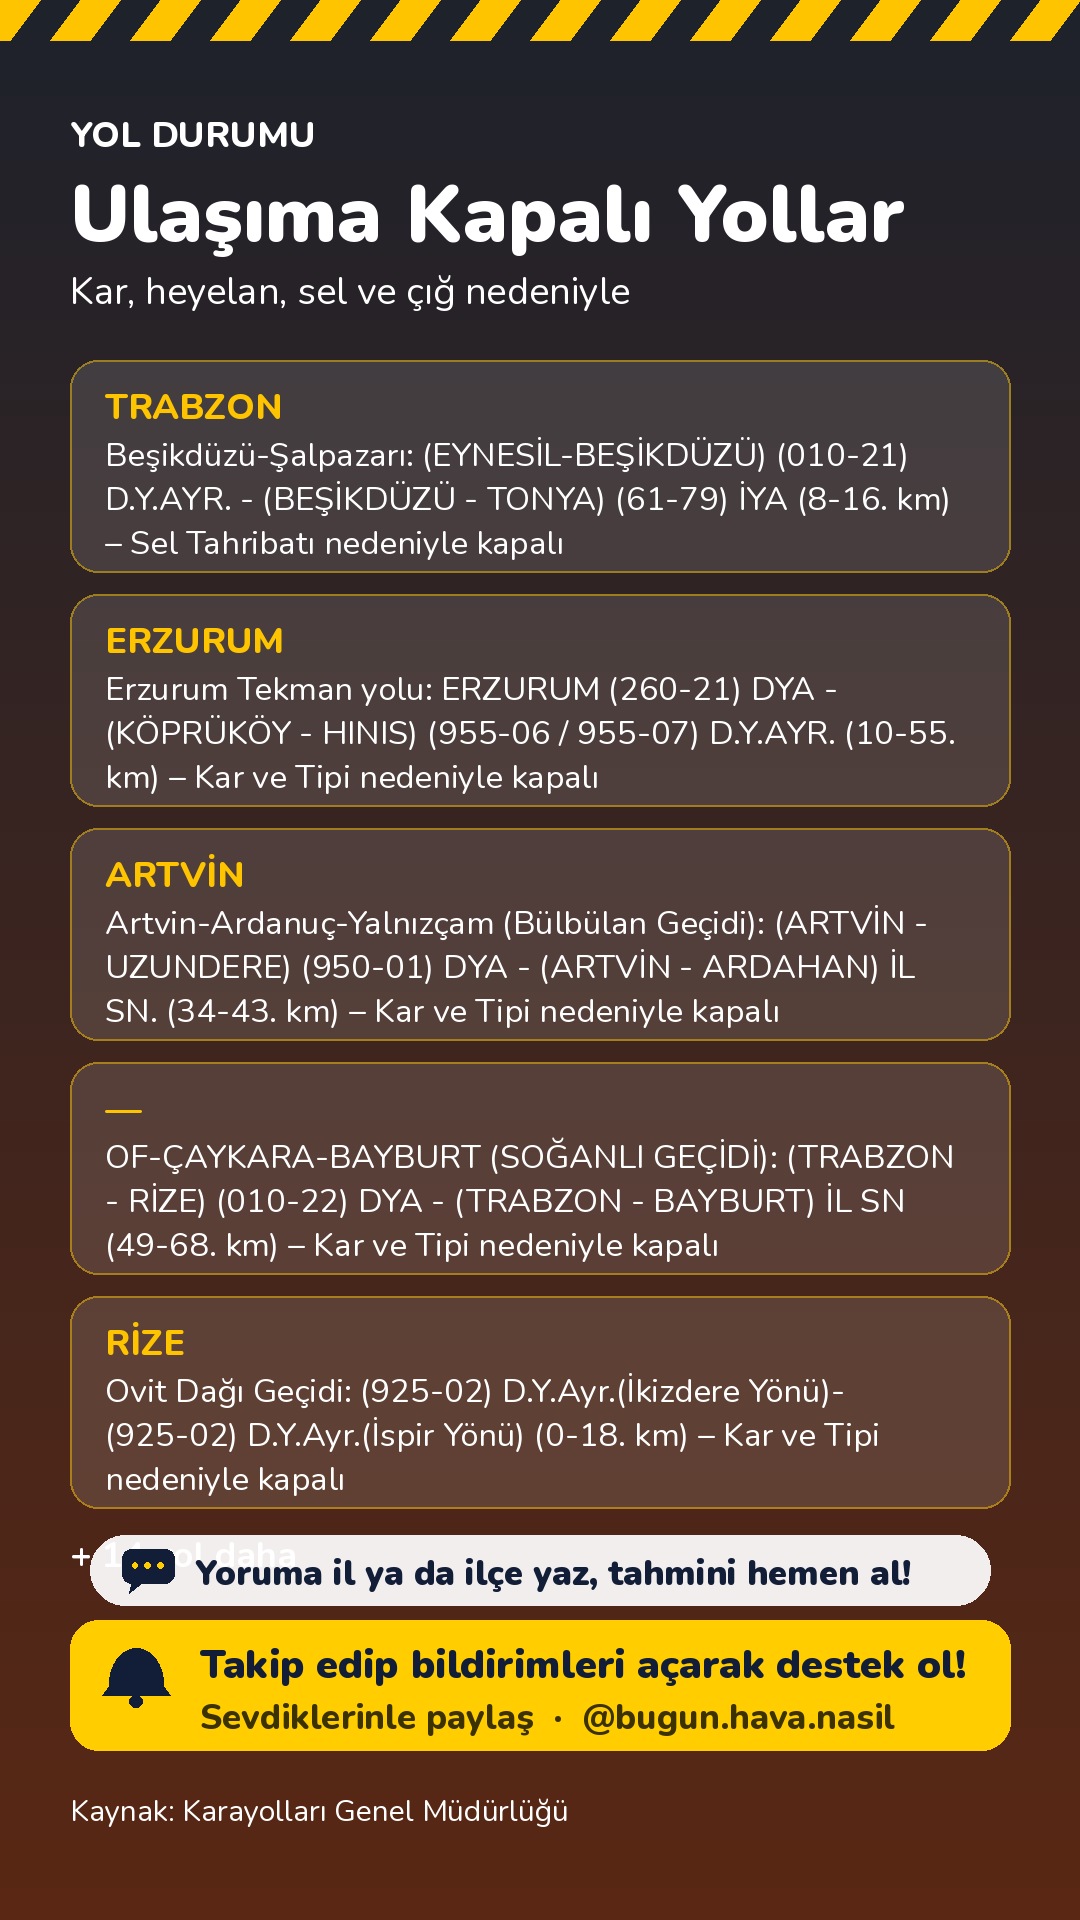 YOL DURUMU
Ulaşıma Kapalı Yollar
Kar, heyelan, sel ve çığ nedeniyle
TRABZON
Beşikdüzü-Şalpazarı: (EYNESİL-BEŞİKDÜZÜ) (010-21)
D.Y.AYR. - (BEŞİKDÜZÜ - TONYA) (61-79) İYA (8-16. km)
– Sel Tahribatı nedeniyle kapalı
ERZURUM
Erzurum Tekman yolu: ERZURUM (260-21) DYA -
(KÖPRÜKÖY - HINIS) (955-06 / 955-07) D.Y.AYR. (10-55.
km) – Kar ve Tipi nedeniyle kapalı
ARTVİN
Artvin-Ardanuç-Yalnızçam (Bülbülan Geçidi): (ARTVİN -
UZUNDERE) (950-01) DYA - (ARTVİN - ARDAHAN) İL
SN. (34-43. km) – Kar ve Tipi nedeniyle kapalı
—
OF-ÇAYKARA-BAYBURT (SOĞANLI GEÇİDİ): (TRABZON
- RİZE) (010-22) DYA - (TRABZON - BAYBURT) İL SN
(49-68. km) – Kar ve Tipi nedeniyle kapalı
RİZE
Ovit Dağı Geçidi: (925-02) D.Y.Ayr.(İkizdere Yönü)-
(925-02) D.Y.Ayr.(İspir Yönü) (0-18. km) – Kar ve Tipi
nedeniyle kapalı
+ yol daha
Yoruma il ya da ilçe yaz, tahmini hemen al!
Takip edip bildirimleri açarak destek ol!
Sevdiklerinle paylaş · @bugun.hava.nasil
Kaynak: Karayolları Genel Müdürlüğü